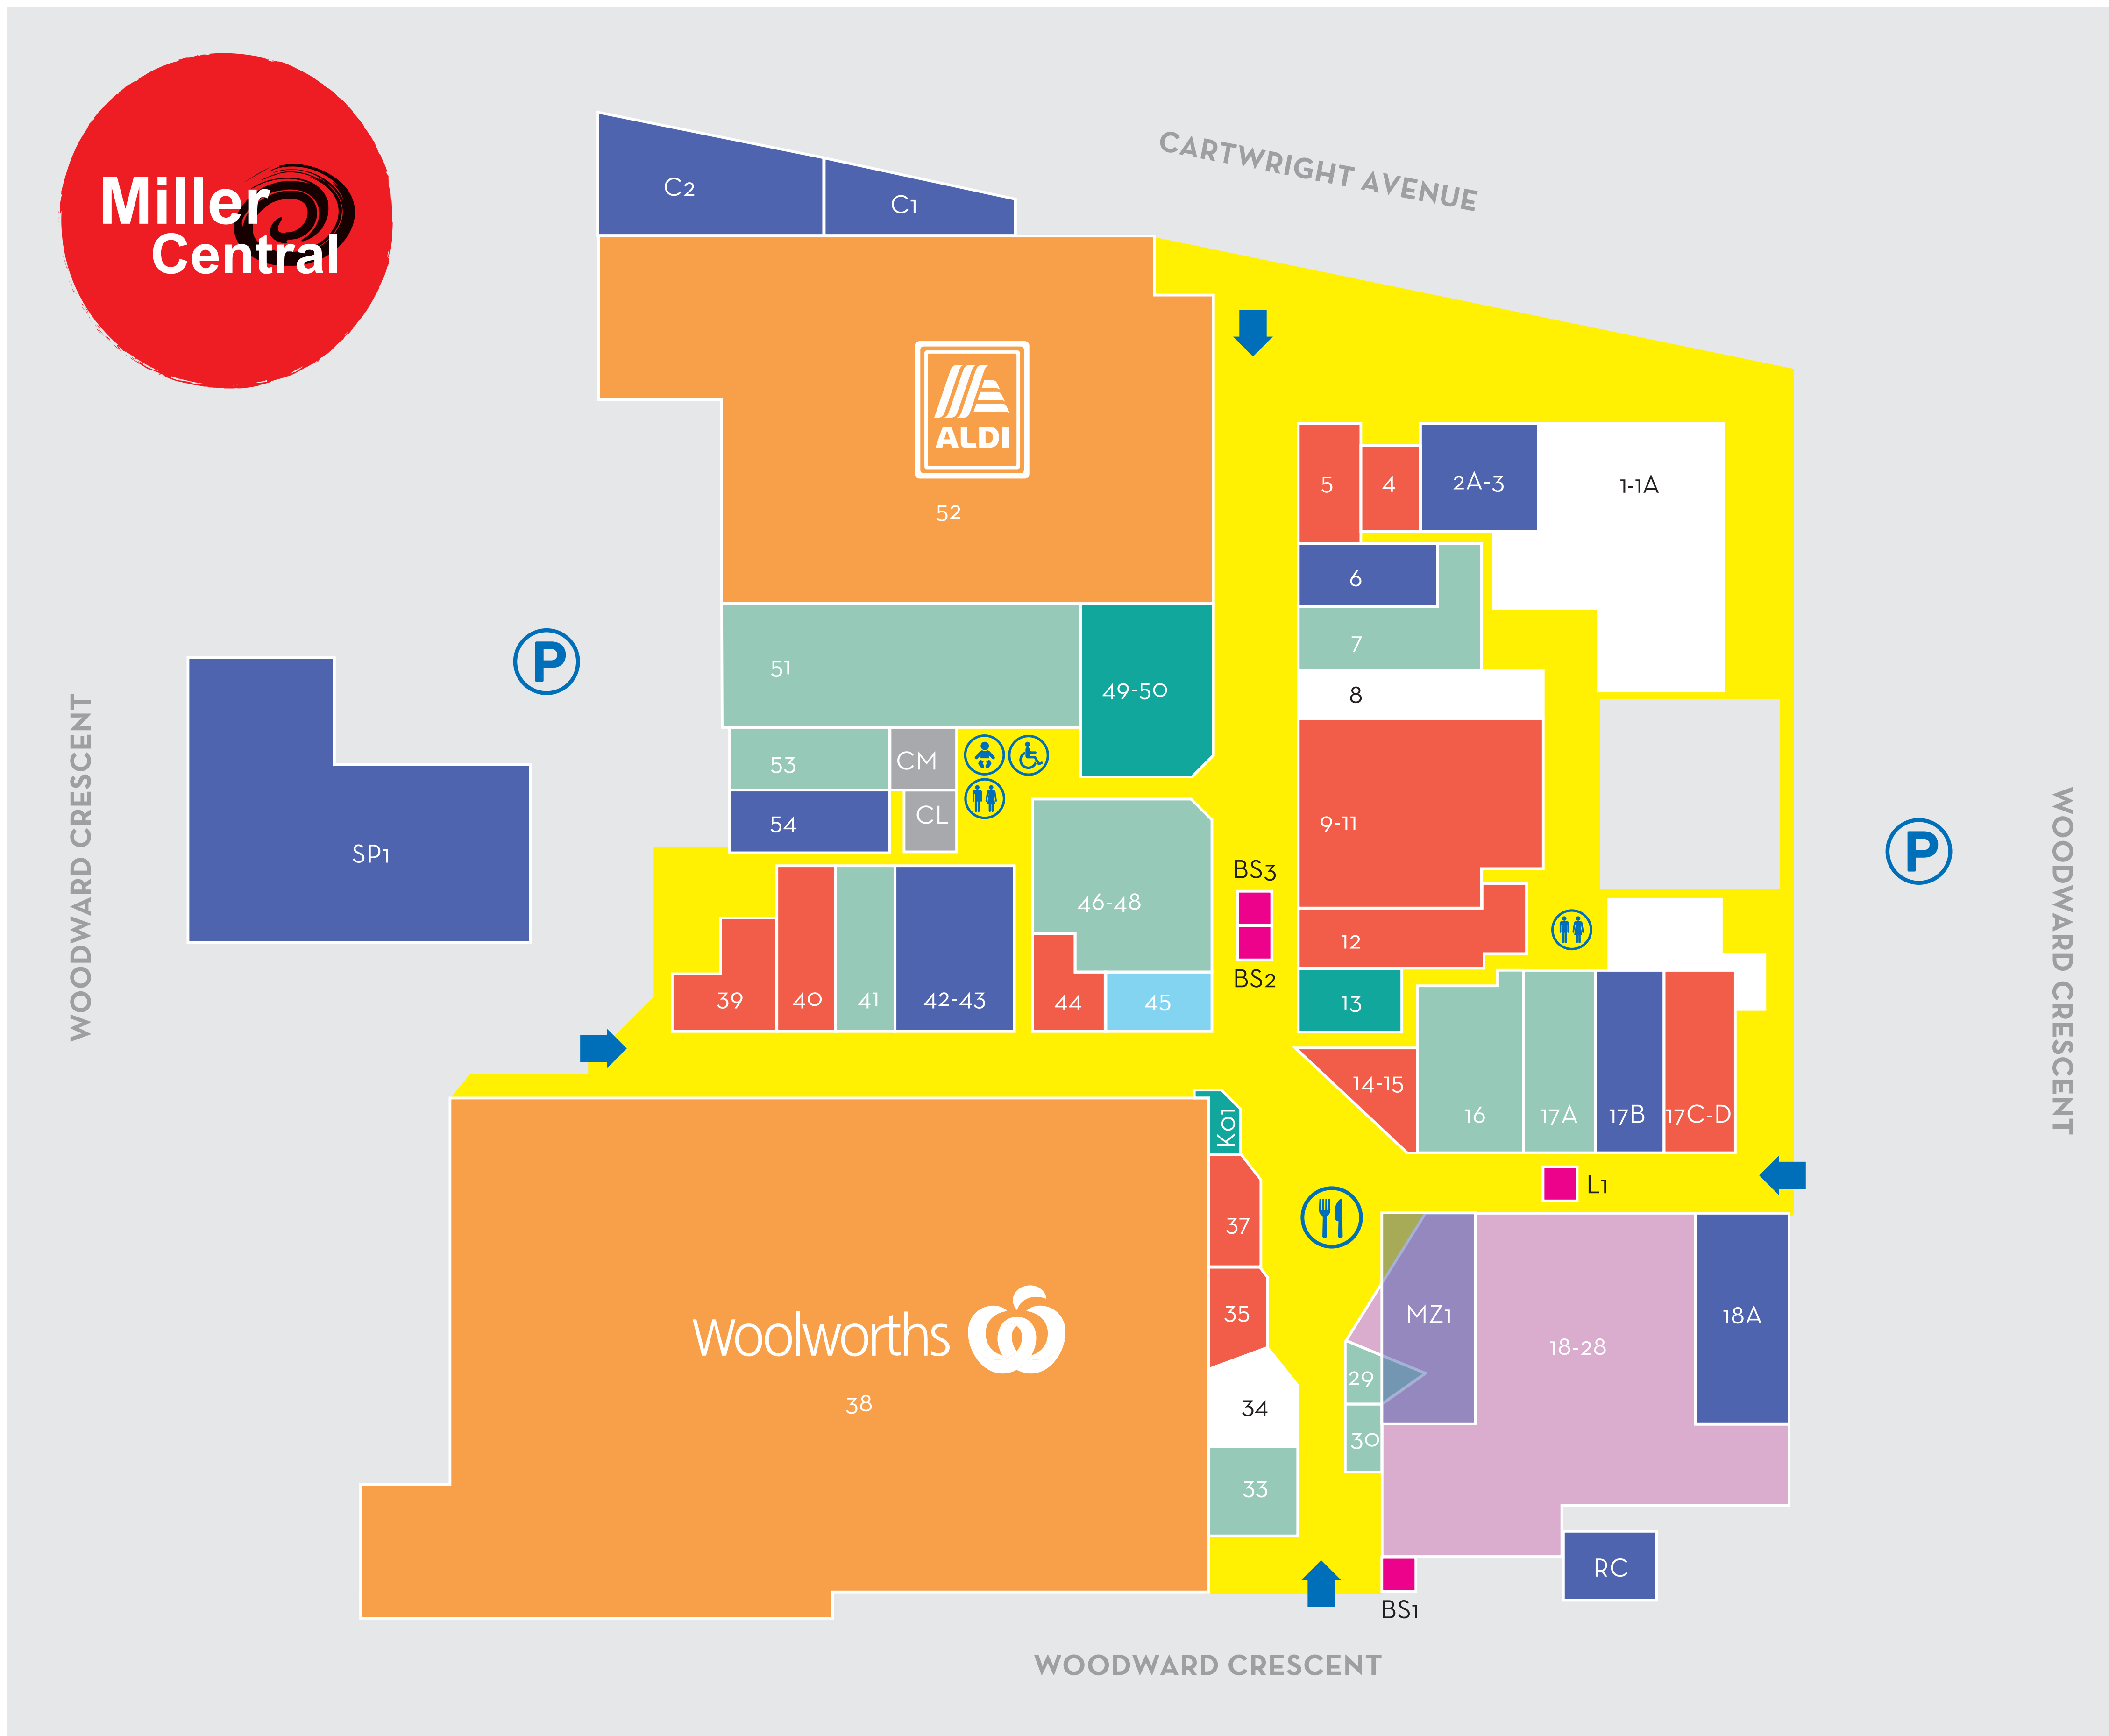 Miller
Central
CARTWRIGHT AVENUE
C2
C1
ALDI
52
5
4
2A-3
1-1A
6
7
8
51
49-50
P
WOODWARD CRESCENT
SP1
53
CM
54
CL
9-11
46-48
BS3
BS2
12
P
WOODWARD CRESCENT
39
40
41
42-43
44
45
13
14-15
16
17A
17B
17C-D
K01
L1
37
35
MZ1
18-28
18A
Woolworths
38
34
29
30
33
RC
BS1
WOODWARD CRESCENT